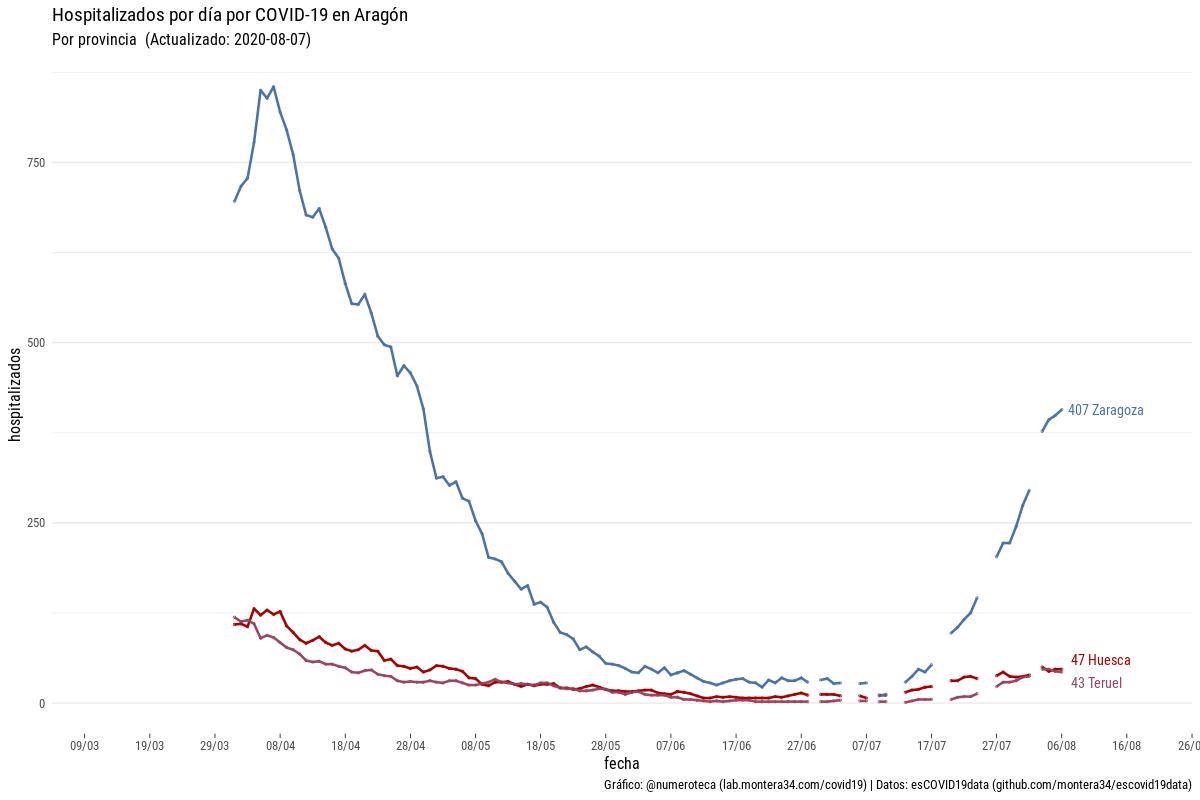 Hospitalizados por día por COVID-19 en Aragón
Por provincia (Actualizado: 2020-08-07)
hospitalizados
750
500
250
0
407 Zaragoza
47 Huesca
43 Teruel
09/03 19/03 29/03 08/04 18/04 28/04 08/05 18/05 28/05 07/06 17/06 27/06 07/07 17/07 27/07 06/08 16/08 26/0
fecha
Gráfico: @numeroteca (lab.montera34.com/covid19) | Datos: esCOVID19data (github.com/montera34/escovid19data)